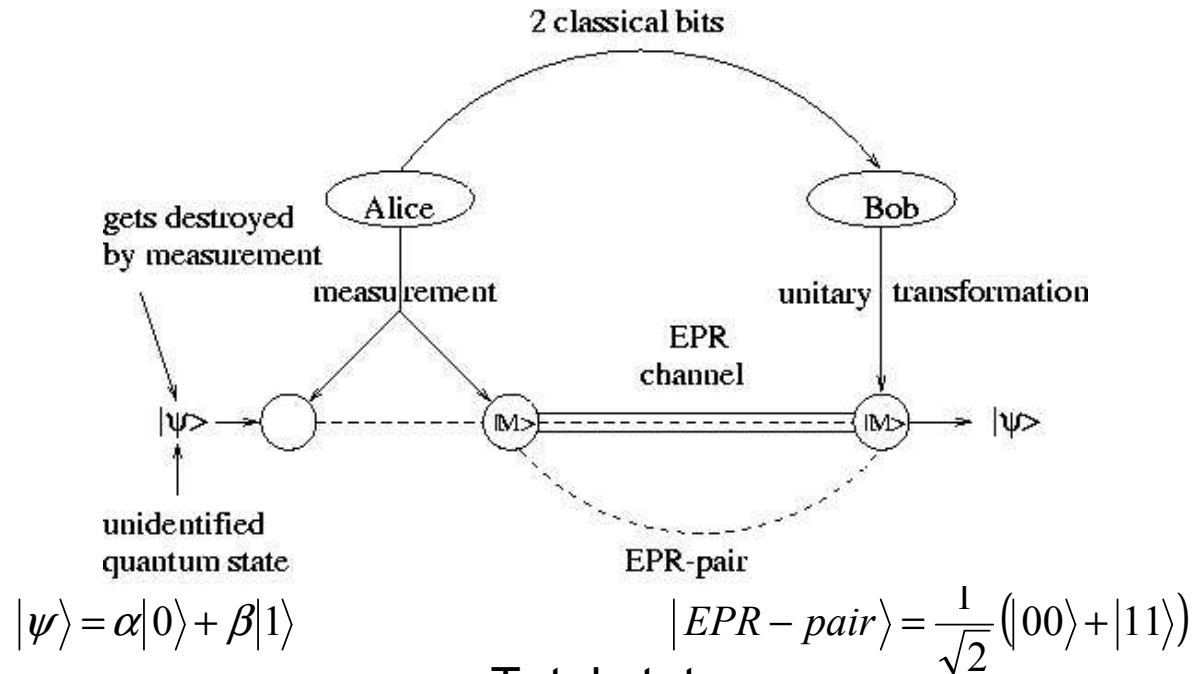 2 classical bits
Alice
Bob
gets destroyed
by measurement
measurement
unitary transformation
EPR
channel
|ψ>
|M>
|M>
|ψ>
unidentified
quantum state
EPR-pair
|ψ⟩ = α|0⟩ + β|1⟩
|EPR − pair⟩ = 1/√2 (|00⟩ + |11⟩)